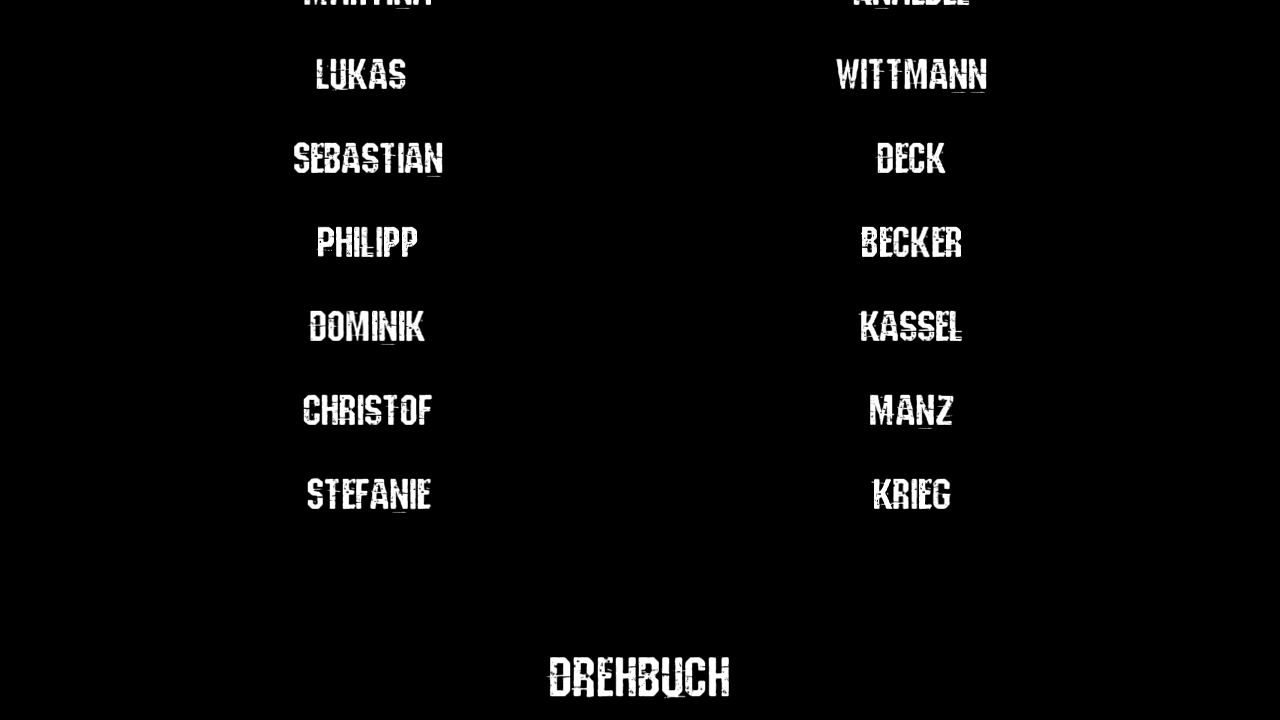 LUKAS WITTMANN
SEBASTIAN DECK
PHILIPP BECKER
DOMINIK KASSEL
CHRISTOF MANZ
STEFANIE KRIEG
DREHBUCH